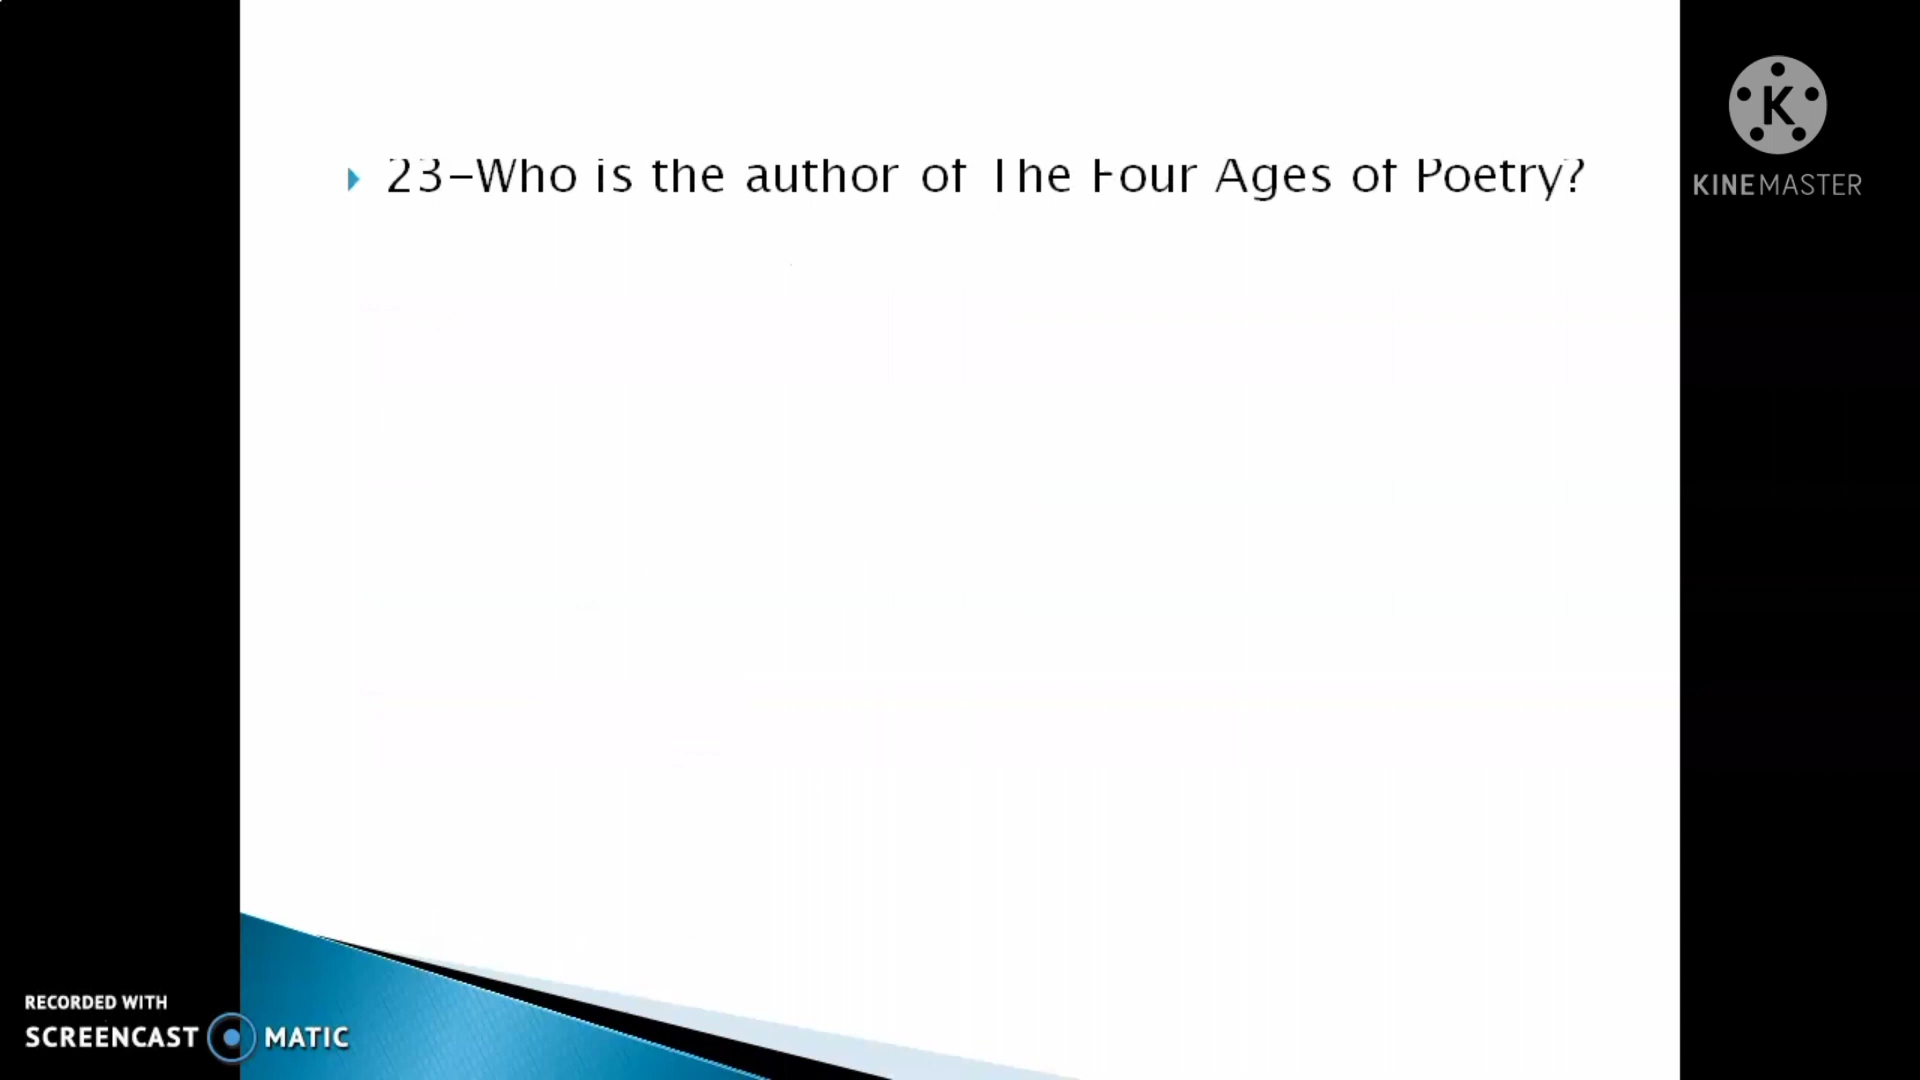 23-Who is the author of The Four Ages of Poetry?
K
KINEMASTER
RECORDED WITH
SCREENCAST MATIC